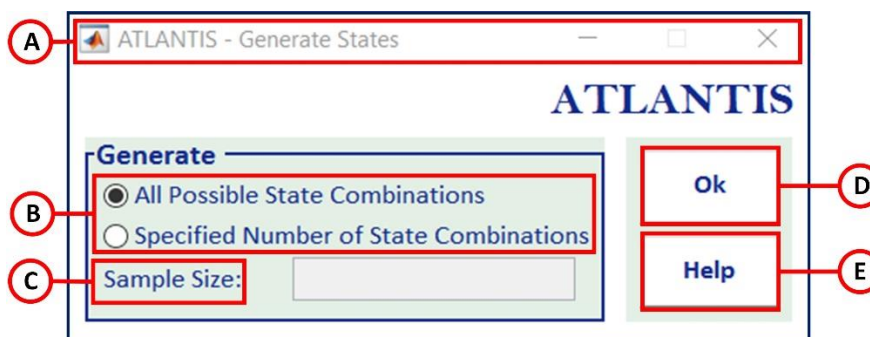 A
ATLANTIS - Generate States
ATLANTIS
Generate
B
All Possible State Combinations
Specified Number of State Combinations
C
Sample Size:
Ok
D
Help
E